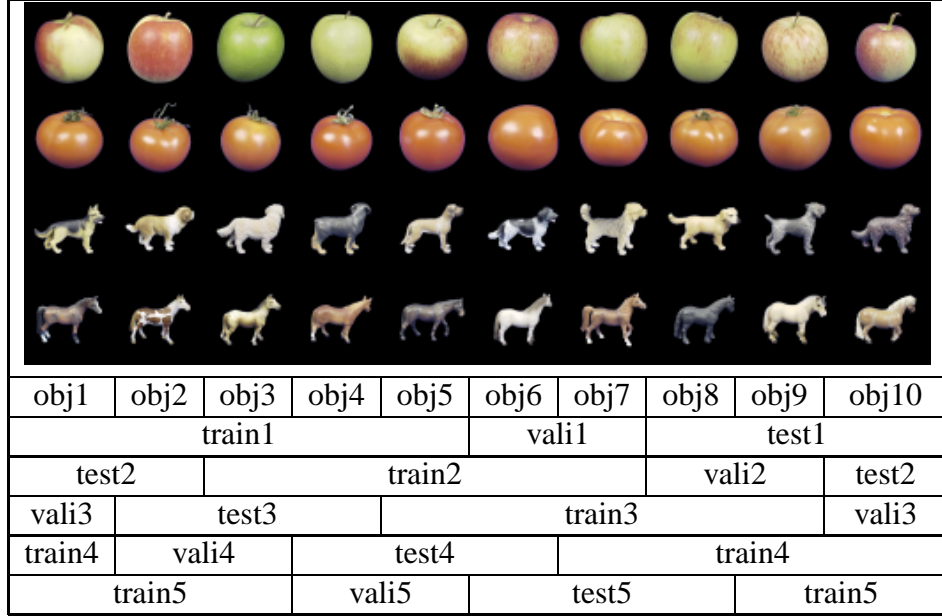 obj1 obj2 obj3 obj4 obj5 obj6 obj7 obj8 obj9 obj10
train1 vali1 test1
test2 train2 vali2 test2
vali3 test3 train3 vali3
train4 vali4 test4 train4
train5 vali5 test5 train5